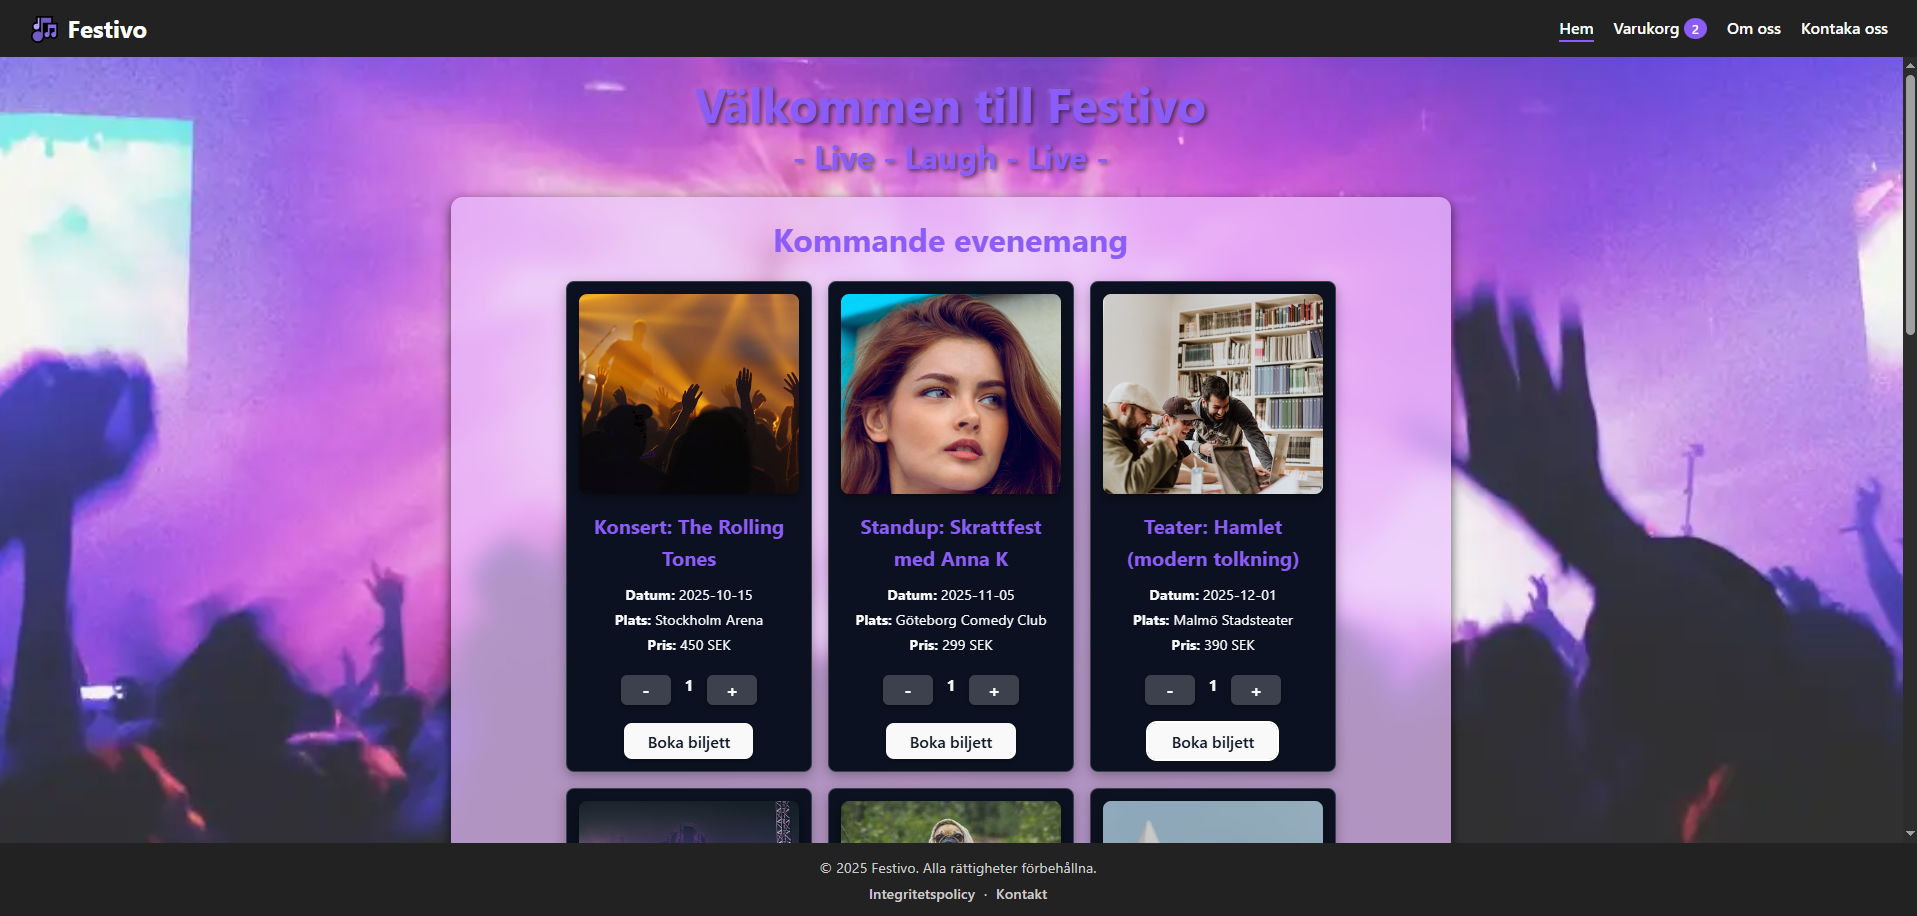 Festivo
Hem Varukorg 2 Om oss Kontaka oss
Välkommen till Festivo
- Live - Laugh - Live -
Kommande evenemang
Konsert: The Rolling
Tones
Datum: 2025-10-15
Plats: Stockholm Arena
Pris: 450 SEK
- 1 +
Boka biljett
Standup: Skrattfest
med Anna K
Datum: 2025-11-05
Plats: Göteborg Comedy Club
Pris: 299 SEK
- 1 +
Boka biljett
Teater: Hamlet
(modern tolkning)
Datum: 2025-12-01
Plats: Malmö Stadsteater
Pris: 390 SEK
- 1 +
Boka biljett
© 2025 Festivo. Alla rättigheter förbehållna.
Integritetspolicy · Kontakt